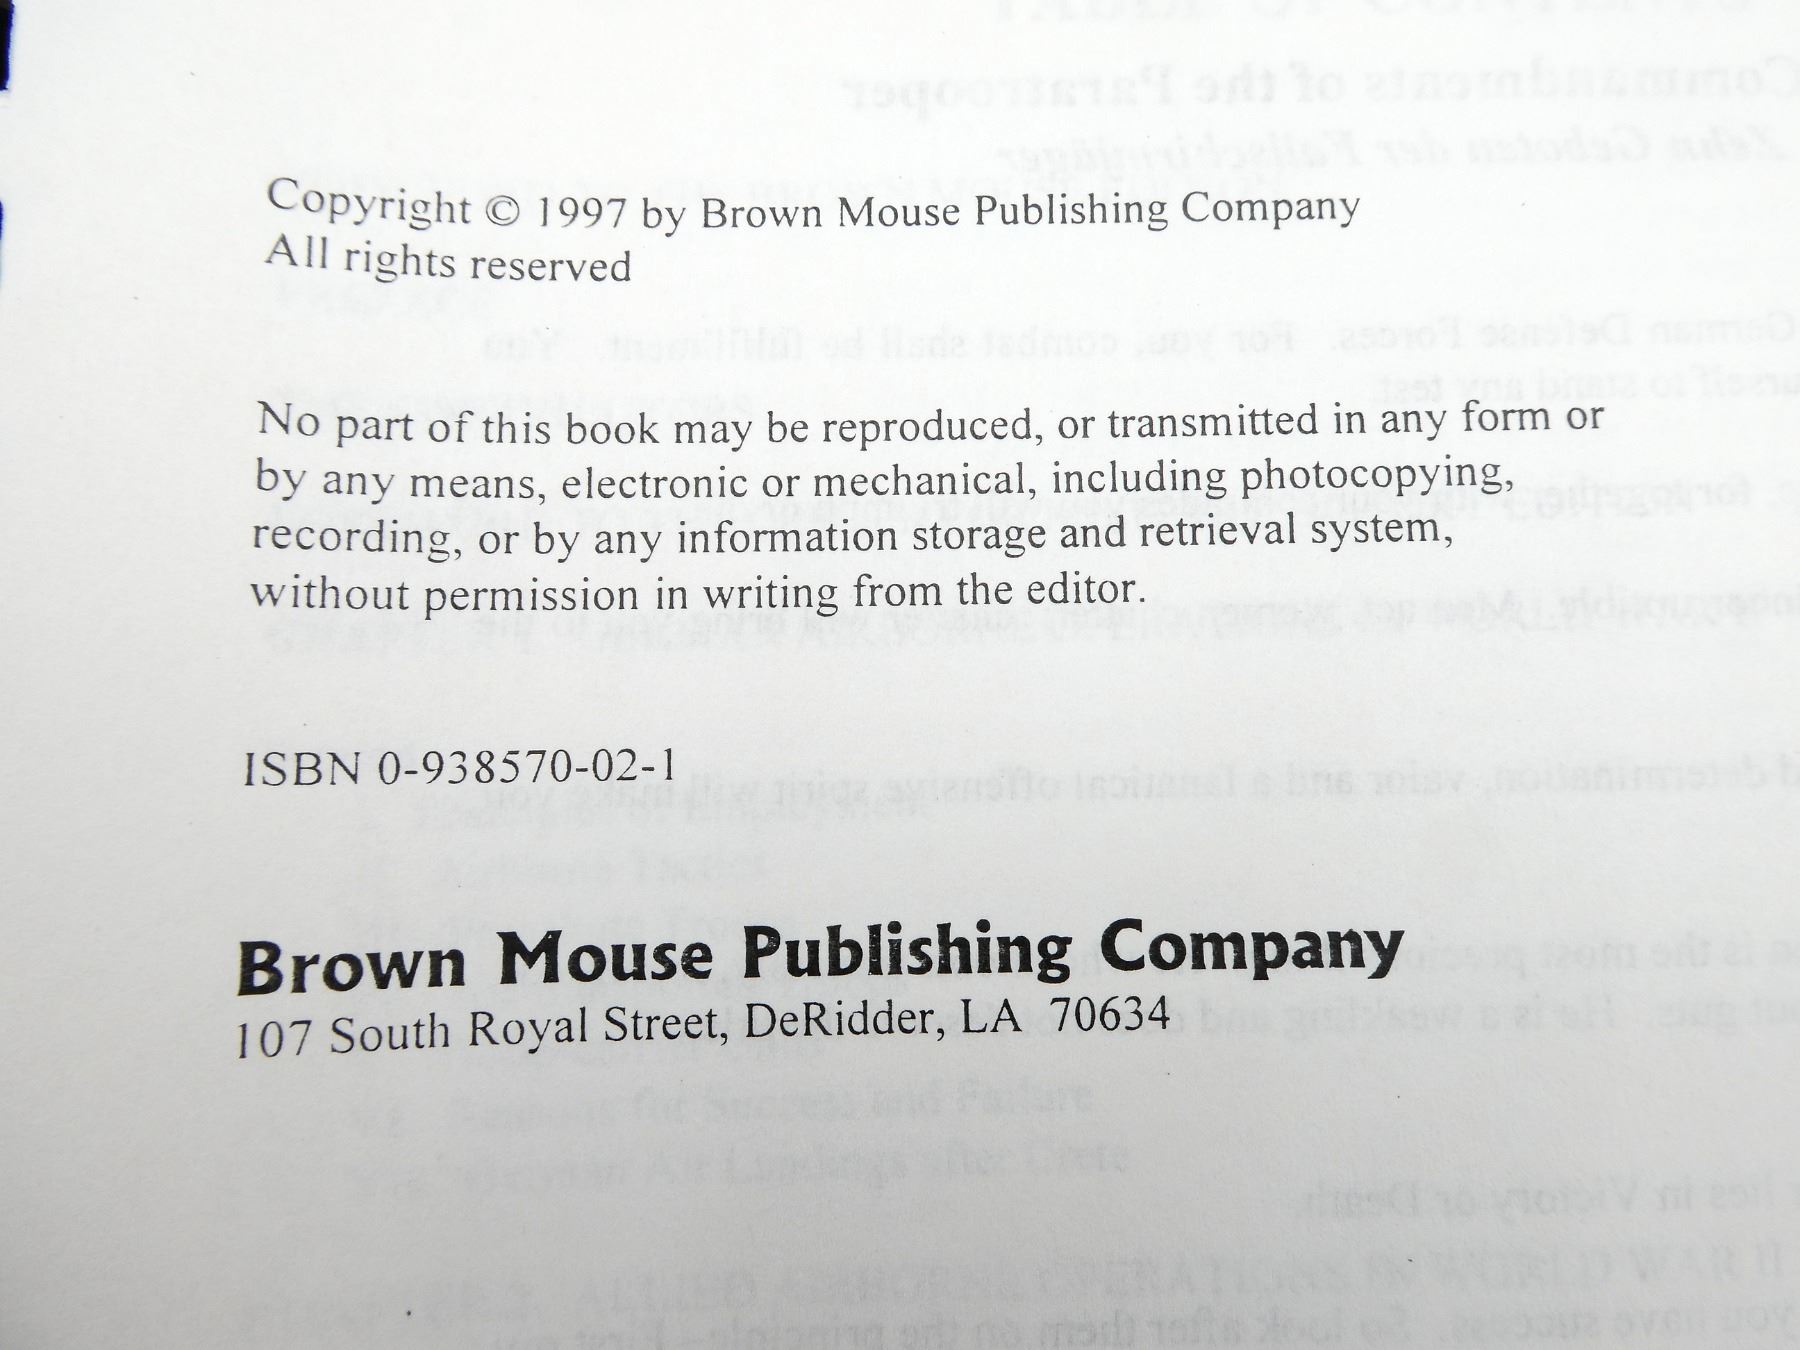 Copyright © 1997 by Brown Mouse Publishing Company
All rights reserved
No part of this book may be reproduced, or transmitted in any form or
by any means, electronic or mechanical, including photocopying,
recording, or by any information storage and retrieval system,
without permission in writing from the editor.
ISBN 0-938570-02-1
Brown Mouse Publishing Company
107 South Royal Street, DeRidder, LA 70634